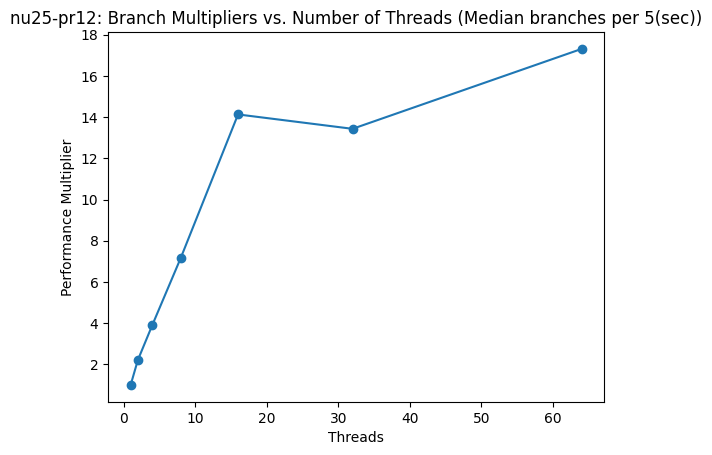 nu25-pr12: Branch Multipliers vs. Number of Threads (Median branches per 5(sec))
18
16
14
12
10
8
6
4
2
Performance Multiplier
0 10 20 30 40 50 60
Threads